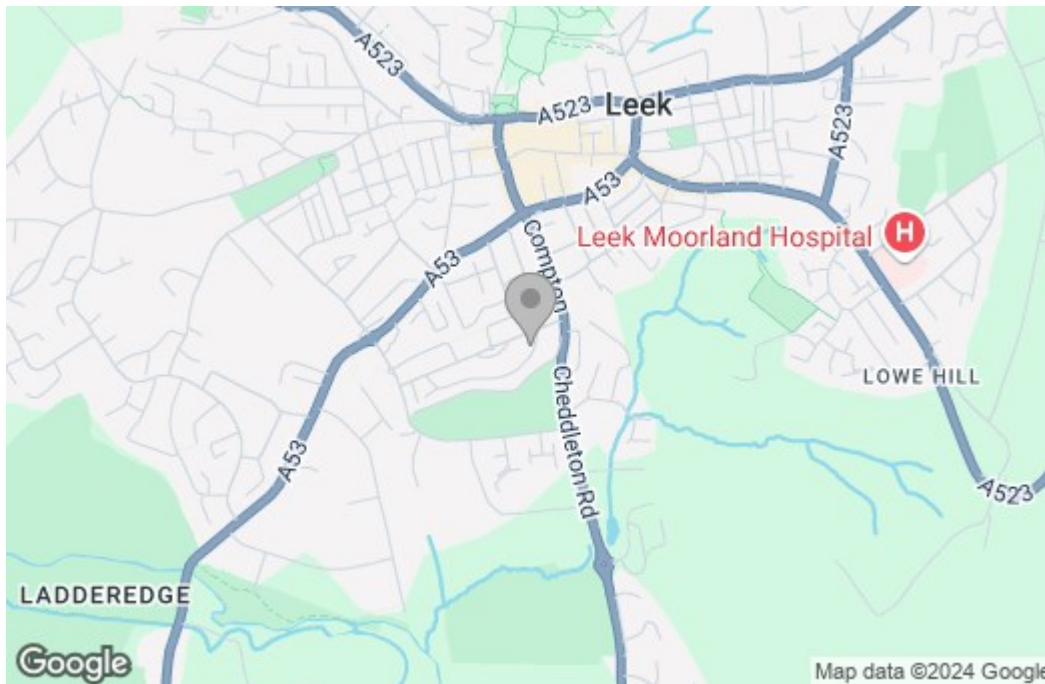 A523
A523
A523
Leek
A523
A53
Compton
Leek Moorland Hospital
H
A53
LOWE HILL
Cheddleton Rd
A53
A523
LADDEREDGE
Google
Map data ©2024 Google